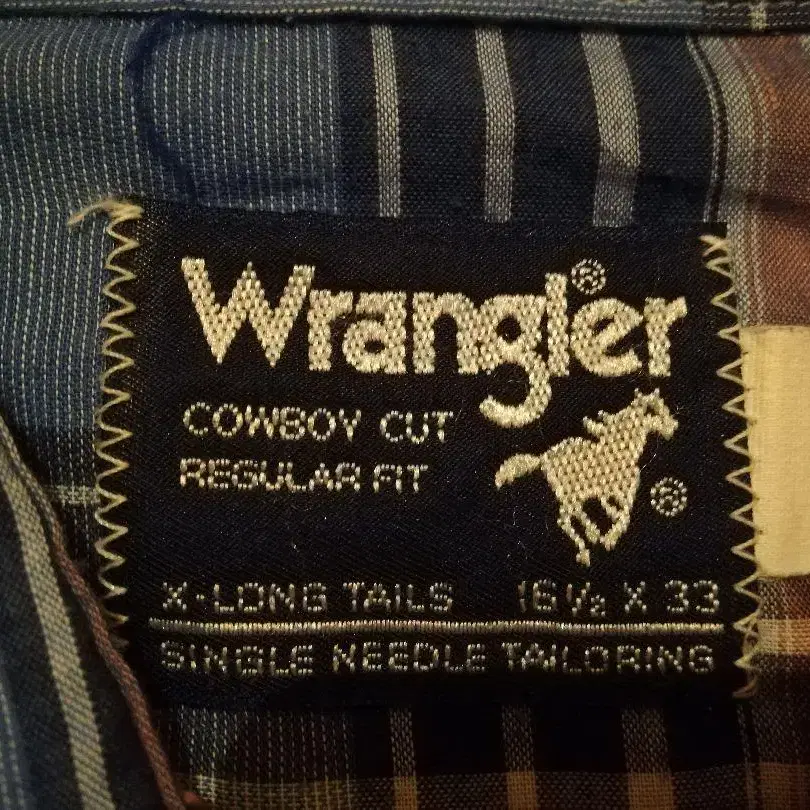 Wrangler®
COWBOY CUT
REGULAR FIT
®
X-LONG TAILS 16½ X 33
SINGLE NEEDLE TAILORING